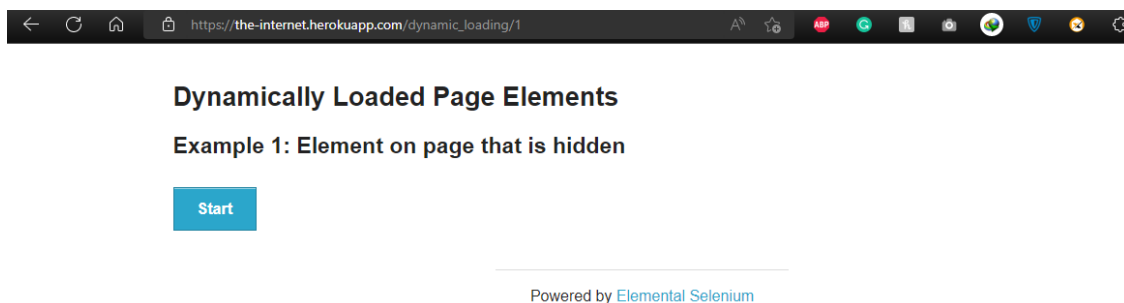 https://the-internet.herokuapp.com/dynamic_loading/1
ABP
Dynamically Loaded Page Elements
Example 1: Element on page that is hidden
Start
Powered by Elemental Selenium